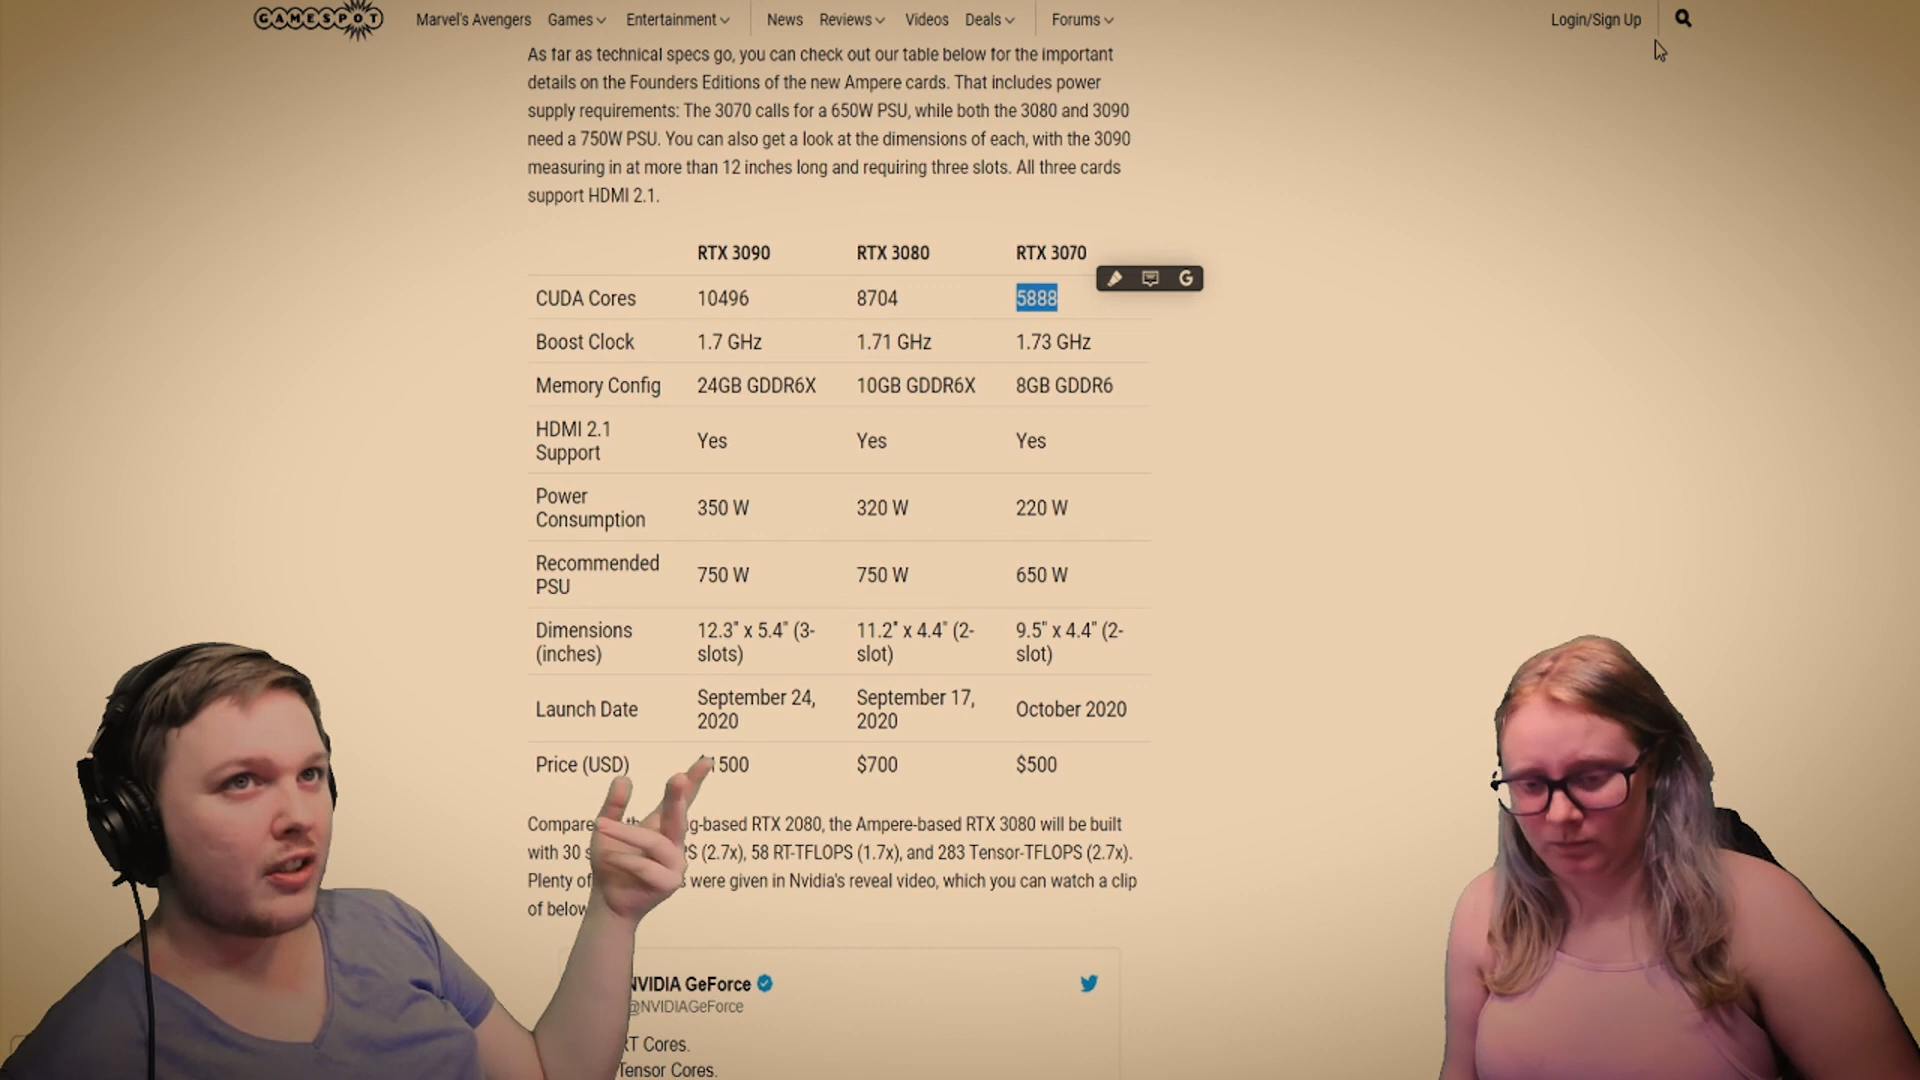 GAMESPOT Marvel's Avengers Games Entertainment News Reviews Videos Deals Forums Login/Sign Up
As far as technical specs go, you can check out our table below for the important
details on the Founders Editions of the new Ampere cards. That includes power
supply requirements: The 3070 calls for a 650W PSU, while both the 3080 and 3090
need a 750W PSU. You can also get a look at the dimensions of each, with the 3090
measuring in at more than 12 inches long and requiring three slots. All three cards
support HDMI 2.1.
RTX 3090 RTX 3080 RTX 3070
CUDA Cores 10496 8704 5888
G
Boost Clock 1.7 GHz 1.71 GHz 1.73 GHz
Memory Config 24GB GDDR6X 10GB GDDR6X 8GB GDDR6
HDMI 2.1
Support Yes Yes Yes
Power
Consumption 350 W 320 W 220 W
Recommended
PSU 750 W 750 W 650 W
Dimensions 12.3" x 5.4" (3- 11.2" x 4.4" (2- 9.5" x 4.4" (2-
(inches) slots) slot) slot)
Launch Date September 24, September 17, October 2020
2020 2020
Price (USD) $1500 $700 $500
Compare g-based RTX 2080, the Ampere-based RTX 3080 will be built
with 30 S (2.7x), 58 RT-TFLOPS (1.7x), and 283 Tensor-TFLOPS (2.7x).
Plenty of were given in Nvidia's reveal video, which you can watch a clip
of below
NVIDIA GeForce
@NVIDIAGeForce
RT Cores.
Tensor Cores.